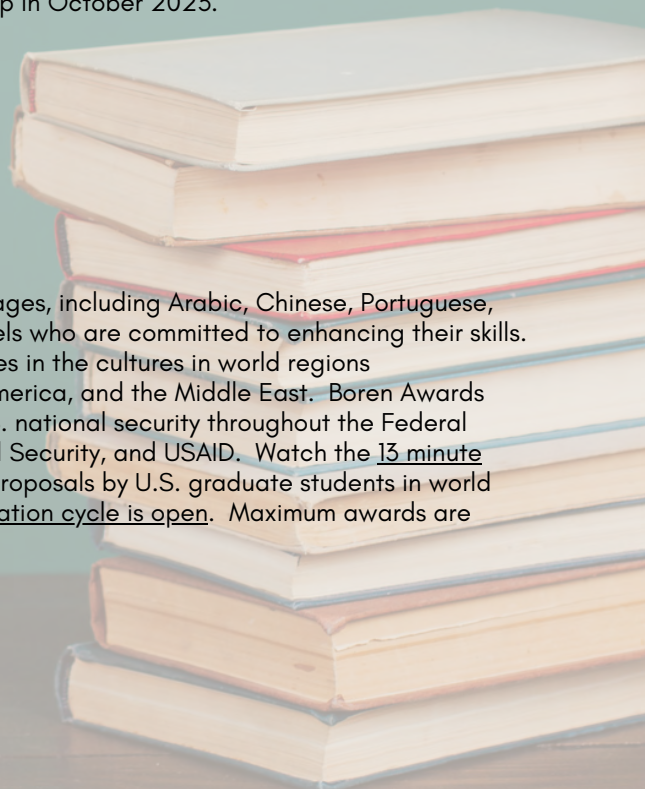 p in October 2023.
ages, including Arabic, Chinese, Portuguese,
els who are committed to enhancing their skills.
es in the cultures in world regions
merica, and the Middle East. Boren Awards
. national security throughout the Federal
l Security, and USAID. Watch the 13 minute
roposals by U.S. graduate students in world
ation cycle is open. Maximum awards are